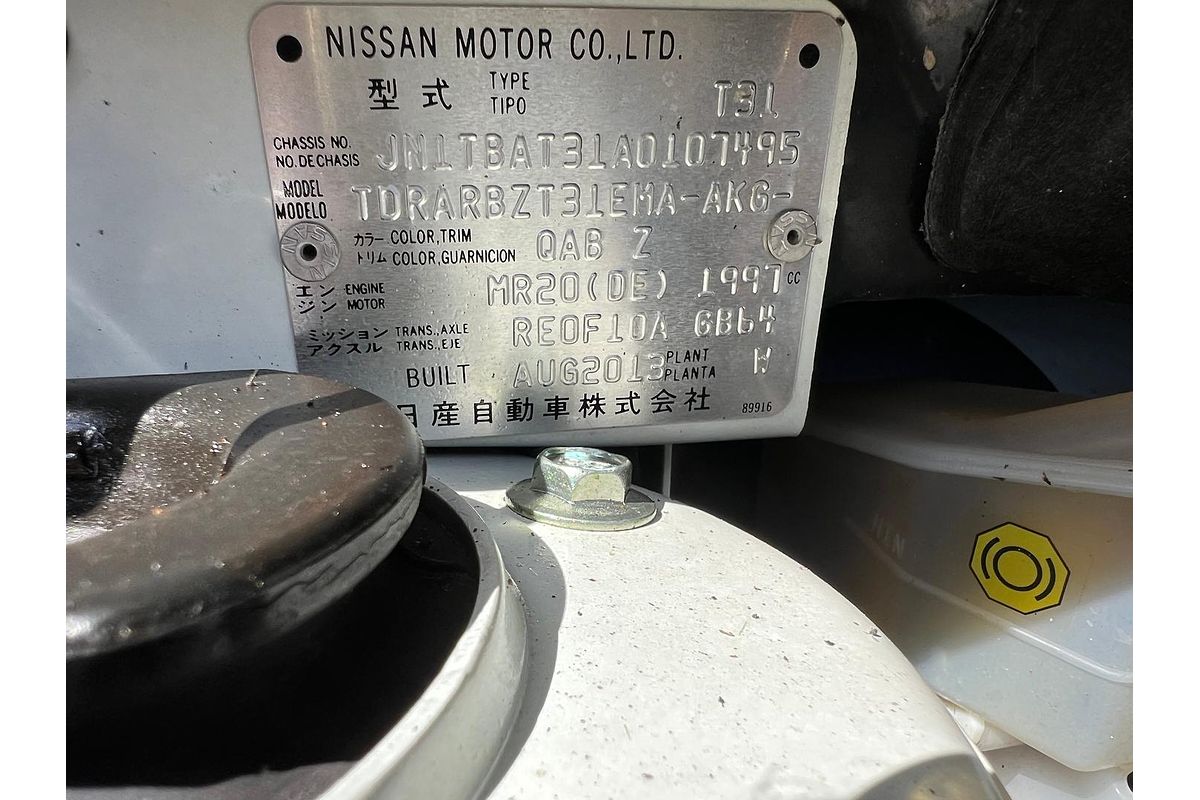 NISSAN MOTOR CO.,LTD.
型式 TYPE TIPO T31
CHASSIS NO. NO.DE CHASIS JN1TBAT31A0107495
MODEL MODELO TDRARBZT31EMA-AKG-
カラー COLOR,TRIM トリム COLOR,GUARNICION QAB Z
エンジン ENGINE MOTOR MR20(DE) 1997 CC
ミッション TRANS.,AXLE アクスル TRANS.,EJE RE0F10A GB64
BUILT AUG2013 PLANT PLANTA W
日産自動車株式会社 89916